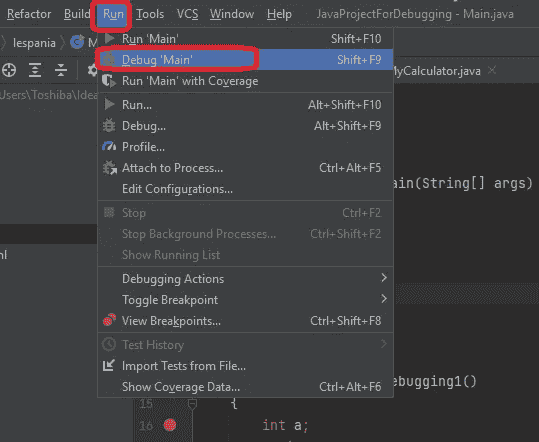 Refactor Build Run Tools VCS Window Help JavaProjectForDebugging - Main.java
lespania M
Run 'Main' Shift+F10
Debug 'Main' Shift+F9
MyCalculator.java
Run 'Main' with Coverage
Users\Toshiba\Idea
Run... Alt+Shift+F10
Debug... Alt+Shift+F9
Profile...
Attach to Process... Ctrl+Alt+F5
Edit Configurations...
ain(String[] args)
Stop Ctrl+F2
Stop Background Processes... Ctrl+Shift+F2
Show Running List
nl
Debugging Actions
Toggle Breakpoint
View Breakpoints... Ctrl+Shift+F8
Test History
Import Tests from File...
Show Coverage Data... Ctrl+Alt+F6
ebugging1()
15 {
16 int a;